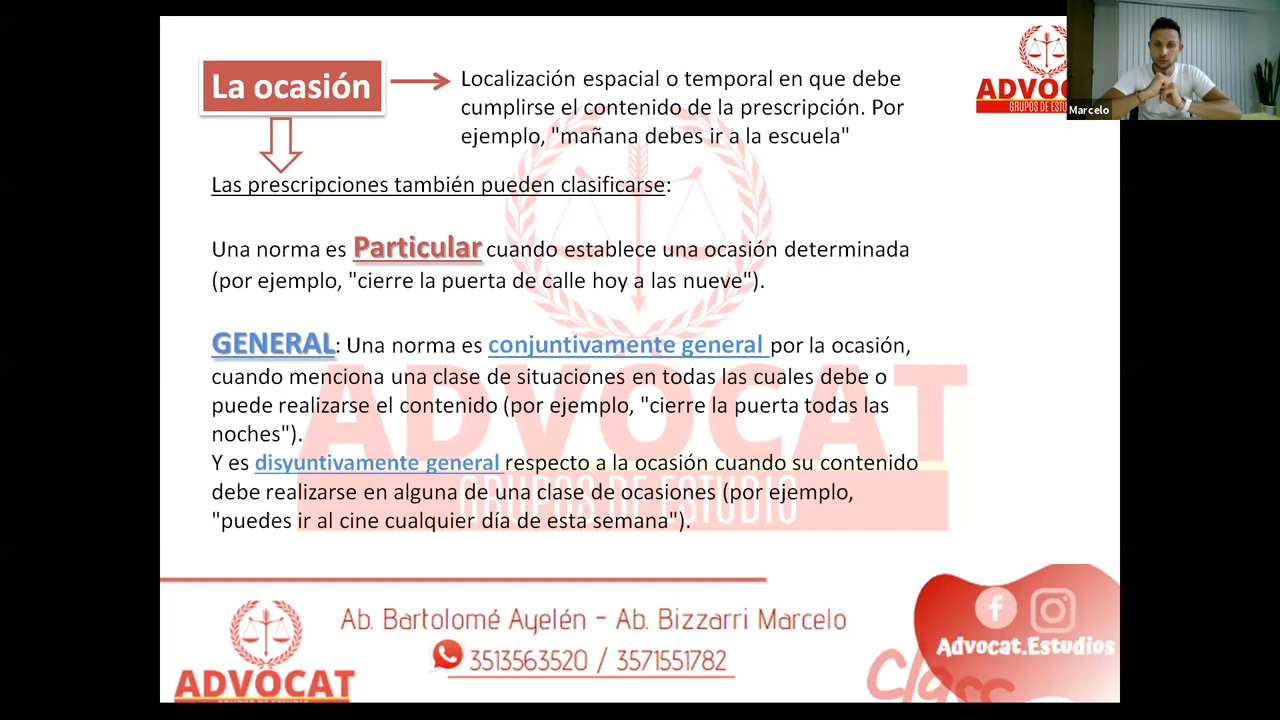 La ocasión
Localización espacial o temporal en que debe
cumplirse el contenido de la prescripción. Por
ejemplo, "mañana debes ir a la escuela"
Marcelo
Las prescripciones también pueden clasificarse:
Una norma es Particular cuando establece una ocasión determinada
(por ejemplo, "cierre la puerta de calle hoy a las nueve").
GENERAL: Una norma es conjuntivamente general por la ocasión,
cuando menciona una clase de situaciones en todas las cuales debe o
puede realizarse el contenido (por ejemplo, "cierre la puerta todas las
noches").
Y es disyuntivamente general respecto a la ocasión cuando su contenido
debe realizarse en alguna de una clase de ocasiones (por ejemplo,
"puedes ir al cine cualquier día de esta semana").
ADVOCAT
GRUPOS DE ESTUDIO
Ab. Bartolomé Ayelén - Ab. Bizzarri Marcelo
3513563520 / 3571551782
ADVOCAT
Advocat.Estudios
Class